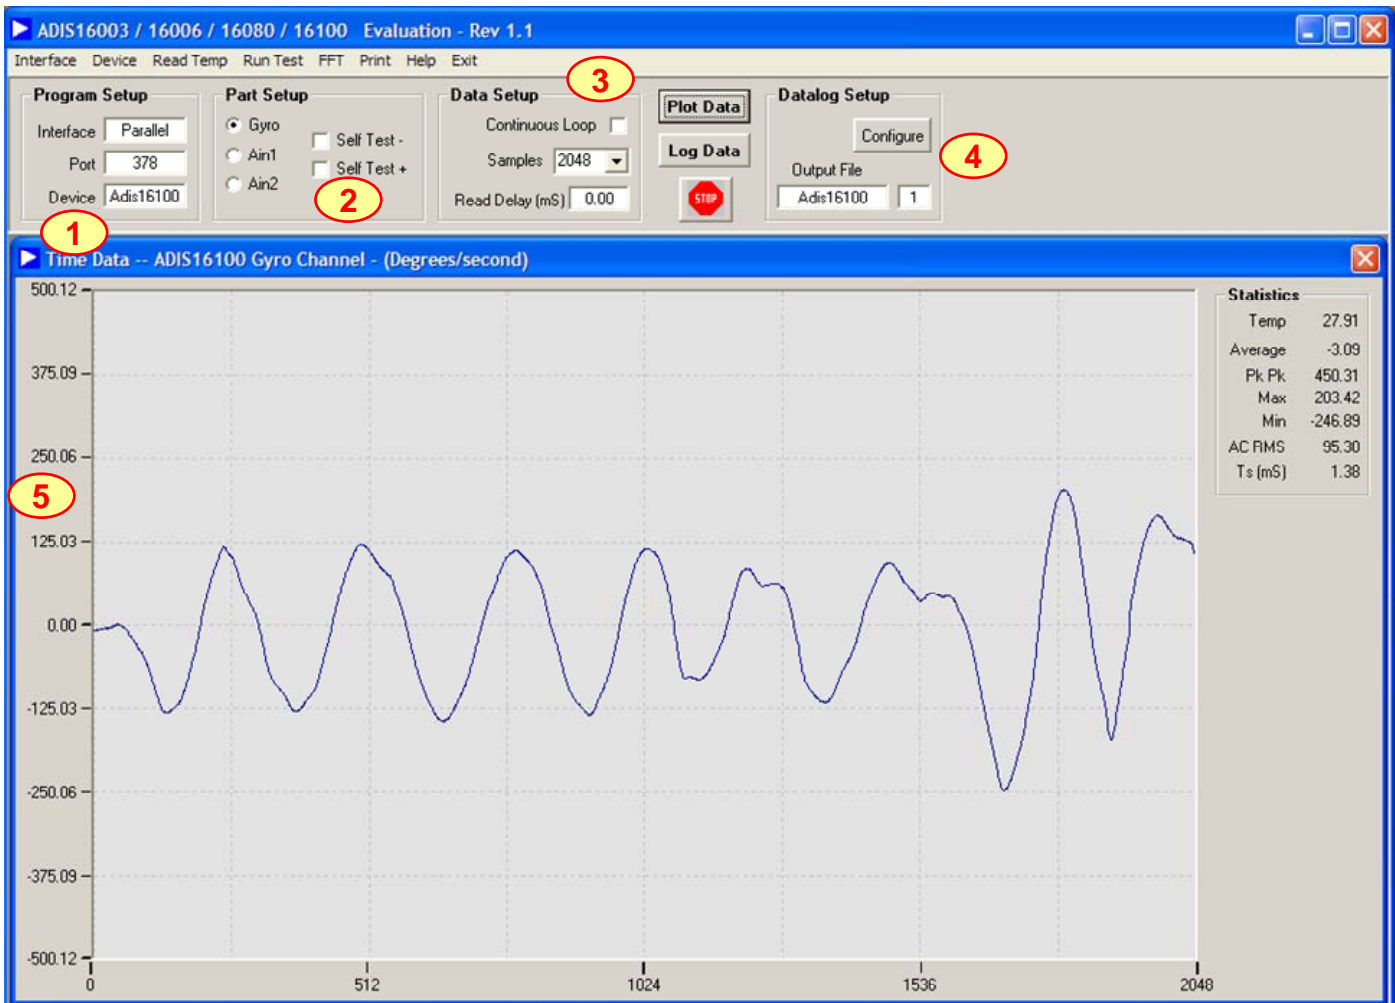 ADIS16003 / 16006 / 16080 / 16100 Evaluation - Rev 1.1
Interface Device Read Temp Run Test FFT Print Help Exit
Program Setup
Interface Parallel
Port 378
Device Adis16100
1
Part Setup
Gyro
Ain1
Ain2
Self Test -
Self Test +
2
Data Setup
3
Continuous Loop
Samples 2048
Read Delay (mS) 0.00
Plot Data
Log Data
STOP
Datalog Setup
Configure
4
Output File
Adis16100 1
Time Data -- ADIS16100 Gyro Channel - (Degrees/second)
500.12
375.09
250.06
5
125.03
0.00
-125.03
-250.06
-375.09
-500.12
0 512 1024 1536 2048
Statistics
Temp 27.91
Average -3.09
Pk Pk 450.31
Max 203.42
Min -246.89
AC RMS 95.30
Ts (mS) 1.38